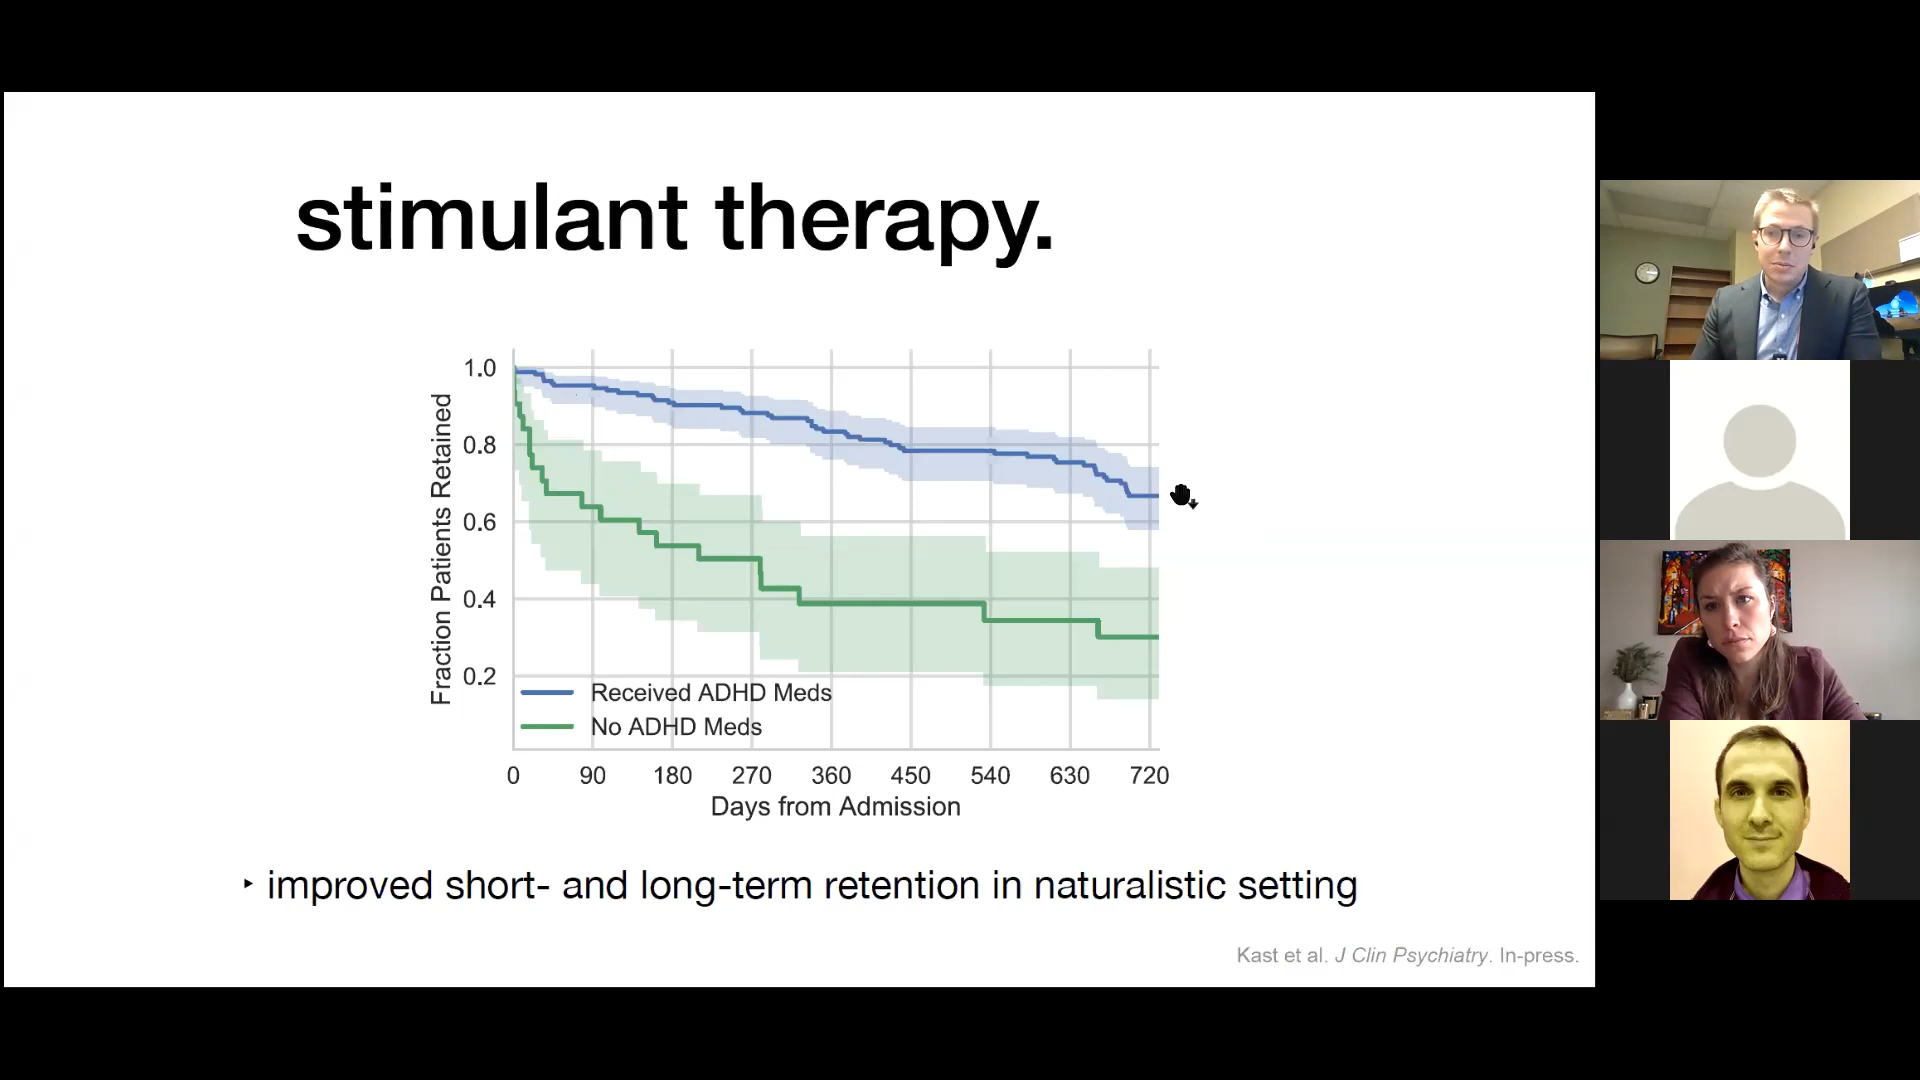 stimulant therapy.
1.0
0.8
0.6
0.4
0.2
Fraction Patients Retained
Received ADHD Meds
No ADHD Meds
0 90 180 270 360 450 540 630 720
Days from Admission
‣ improved short- and long-term retention in naturalistic setting
Kast et al. J Clin Psychiatry. In-press.